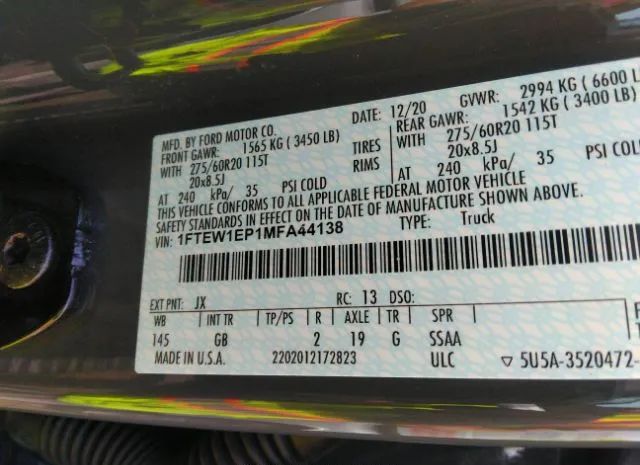 MFD. BY FORD MOTOR CO. DATE: 12/20 GVWR: 2994 KG ( 6600 L
FRONT GAWR: 1565 KG ( 3450 LB) REAR GAWR: 1542 KG ( 3400 LB)
WITH 275/60R20 115T TIRES WITH 275/60R20 115T
20x8.5J RIMS 20x8.5J
AT 240 kPa/ 35 PSI COLD AT 240 kPa/ 35 PSI COL
THIS VEHICLE CONFORMS TO ALL APPLICABLE FEDERAL MOTOR VEHICLE
SAFETY STANDARDS IN EFFECT ON THE DATE OF MANUFACTURE SHOWN ABOVE.
VIN: 1FTEW1EP1MFA44138 TYPE: Truck
EXT PNT: JX RC: 13 DSO:
WB INT TR TP/PS R AXLE TR SPR
145 GB 2 19 G SSAA
MADE IN U.S.A. 2202012172823 ULC ▽ 5U5A-3520472-